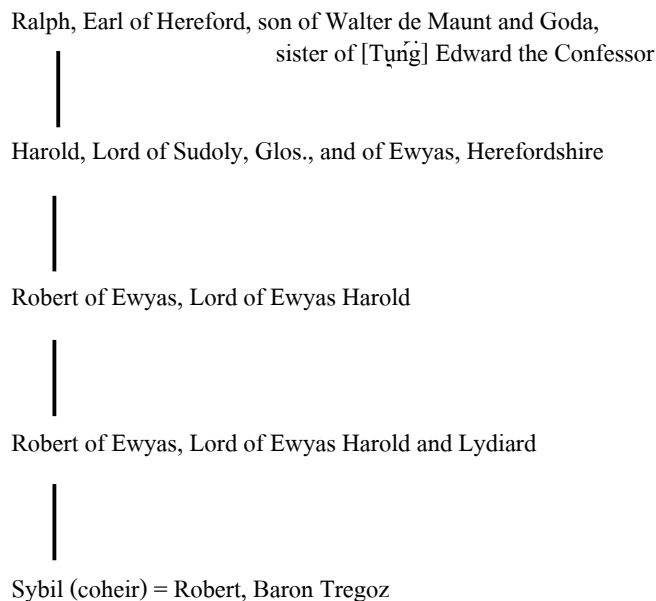 Ralph, Earl of Hereford, son of Walter de Maunt and Goda,
sister of Edward the Confessor
Harold, Lord of Sudoly, Glos., and of Ewyas, Herefordshire
Robert of Ewyas, Lord of Ewyas Harold
Robert of Ewyas, Lord of Ewyas Harold and Lydiard
Sybil (coheir) = Robert, Baron Tregoz